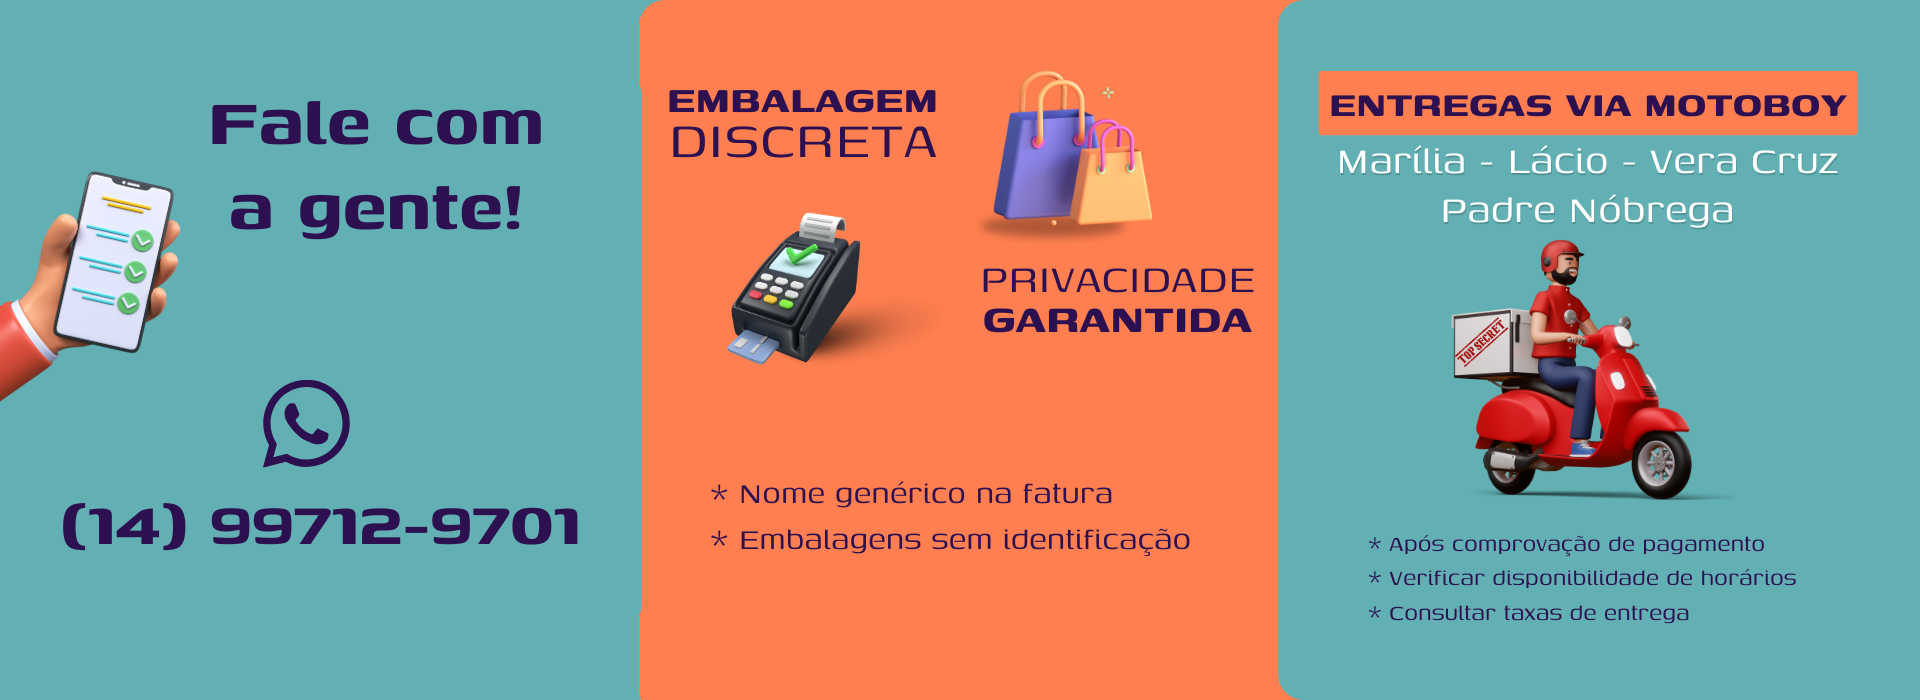 Fale com
a gente!
(14) 99712-9701
EMBALAGEM
DISCRETA
PRIVACIDADE
GARANTIDA
* Nome genérico na fatura
* Embalagens sem identificação
ENTREGAS VIA MOTOBOY
Marília - Lácio - Vera Cruz
Padre Nóbrega
TOP SECRET
* Após comprovação de pagamento
* Verificar disponibilidade de horários
* Consultar taxas de entrega